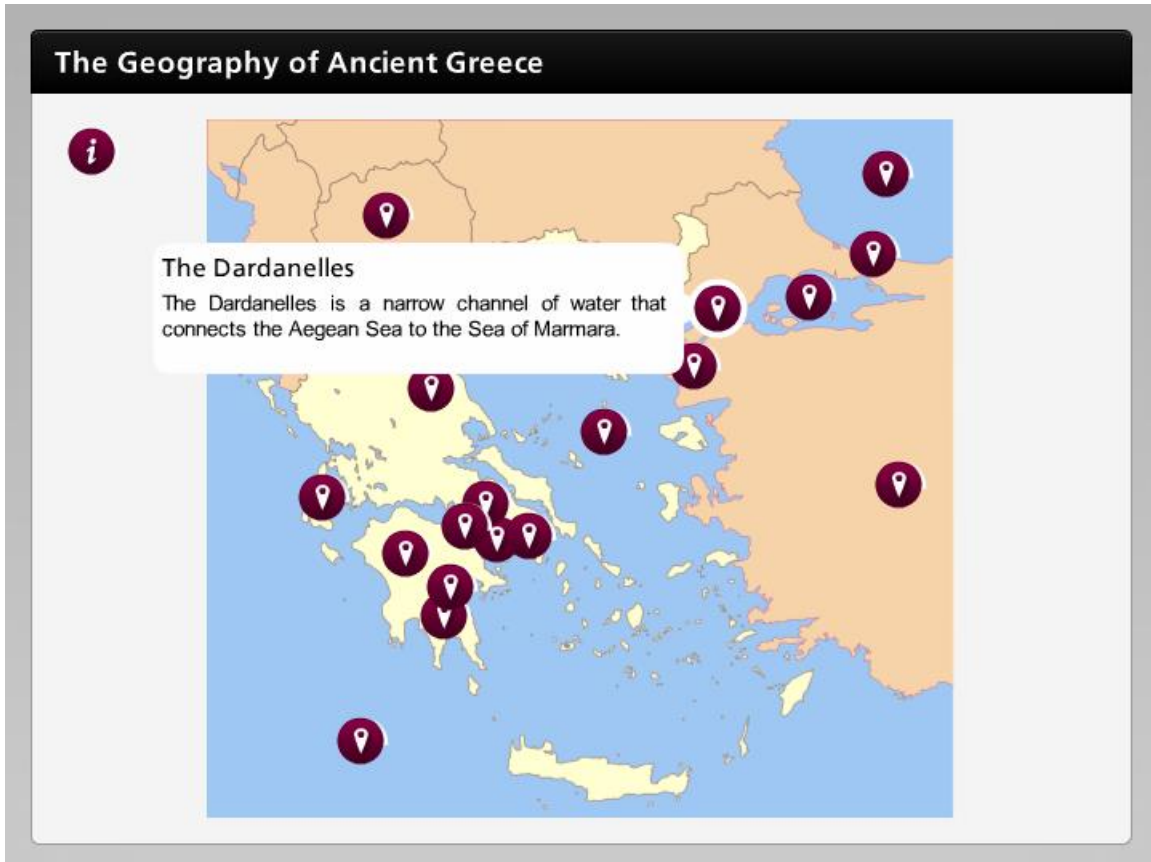 The Geography of Ancient Greece
i
The Dardanelles
The Dardanelles is a narrow channel of water that
connects the Aegean Sea to the Sea of Marmara.